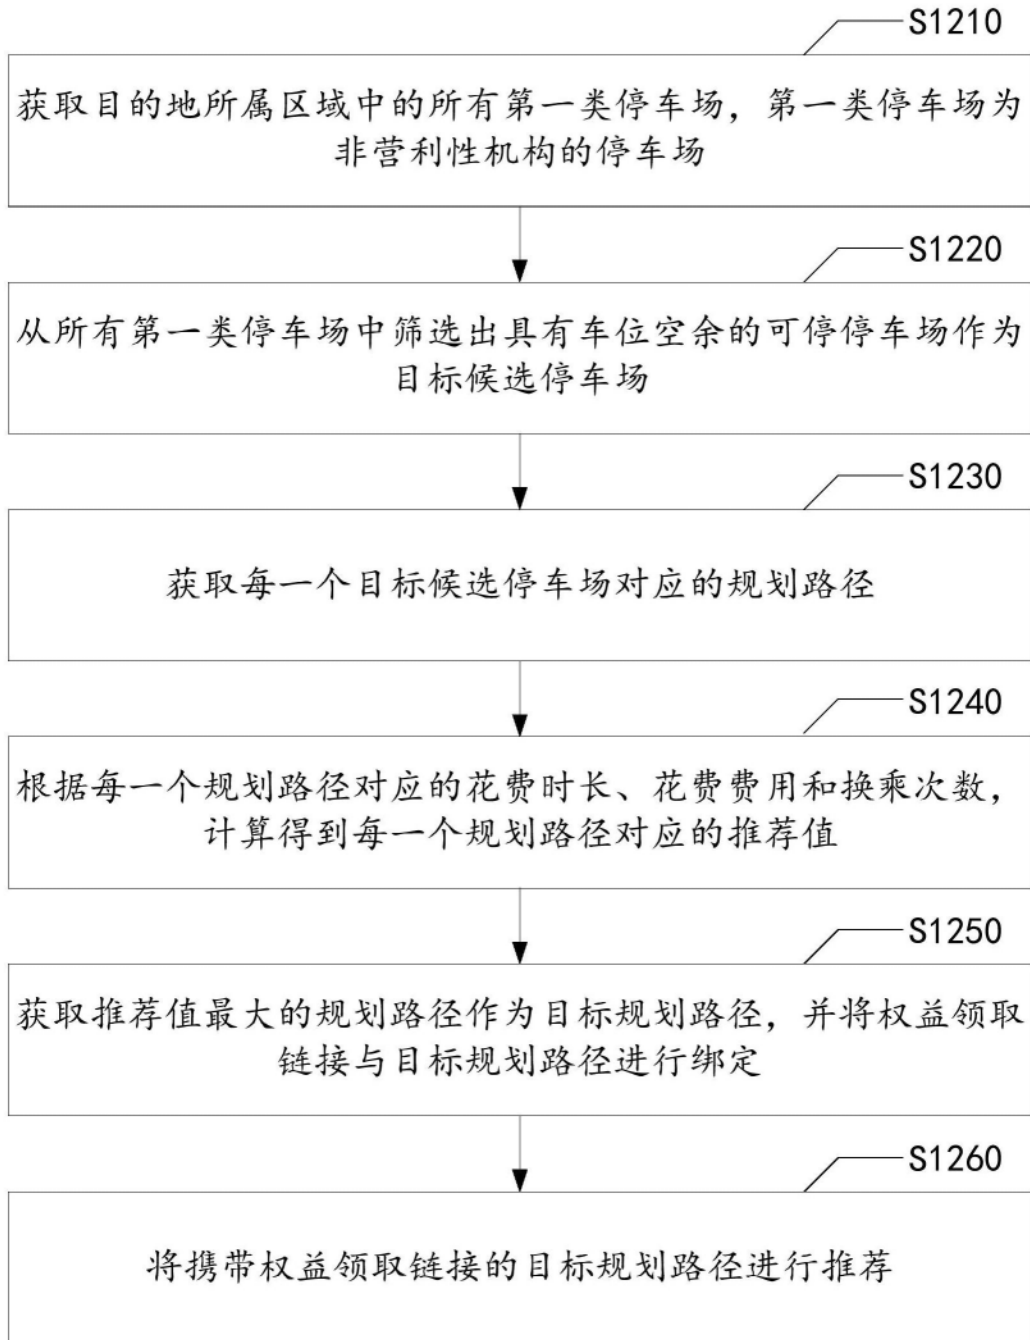 S1210
获取目的地所属区域中的所有第一类停车场，第一类停车场为
非营利性机构的停车场
S1220
从所有第一类停车场中筛选出具有车位空余的可停停车场作为
目标候选停车场
S1230
获取每一个目标候选停车场对应的规划路径
S1240
根据每一个规划路径对应的花费时长、花费费用和换乘次数，
计算得到每一个规划路径对应的推荐值
S1250
获取推荐值最大的规划路径作为目标规划路径，并将权益领取
链接与目标规划路径进行绑定
S1260
将携带权益领取链接的目标规划路径进行推荐